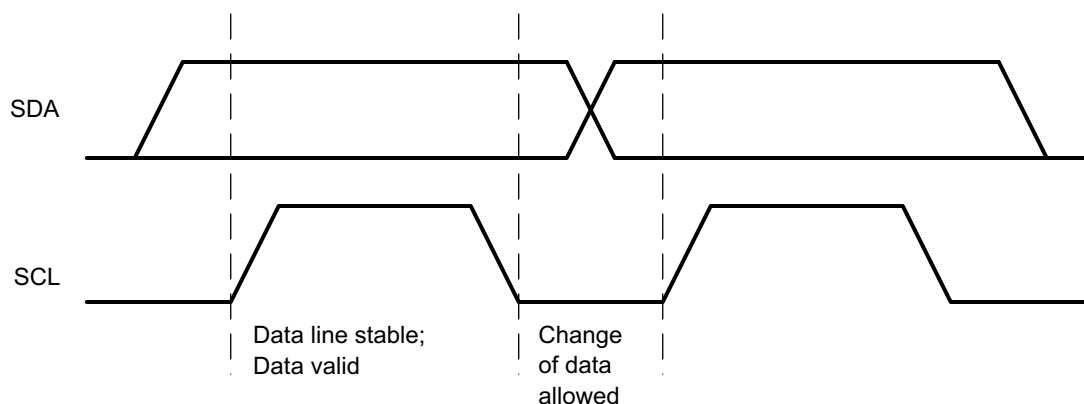 SDA
SCL
Data line stable;
Data valid
Change
of data
allowed